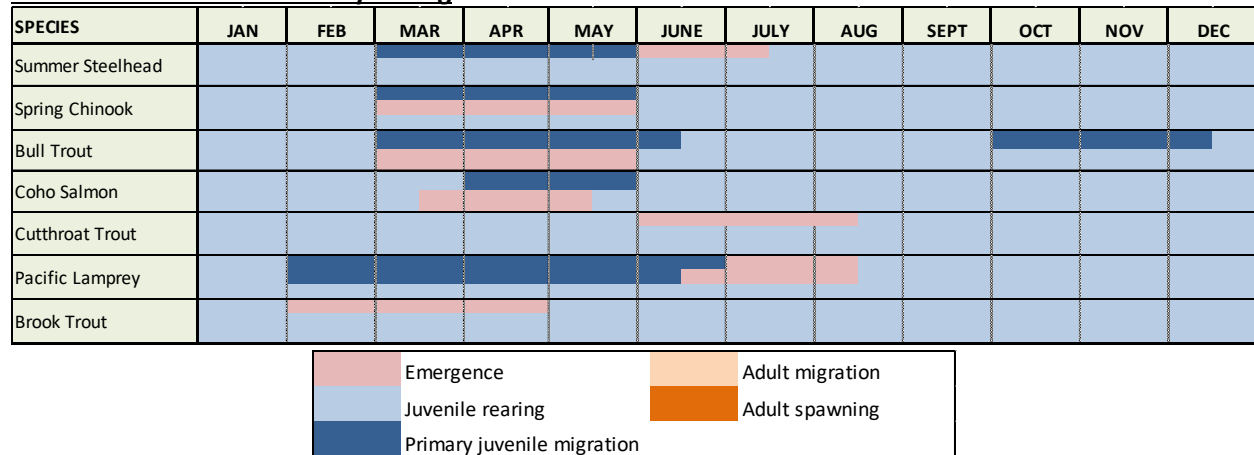 SPECIES JAN FEB MAR APR MAY JUNE JULY AUG SEPT OCT NOV DEC
Summer Steelhead
Spring Chinook
Bull Trout
Coho Salmon
Cutthroat Trout
Pacific Lamprey
Brook Trout
Emergence Adult migration
Juvenile rearing Adult spawning
Primary juvenile migration